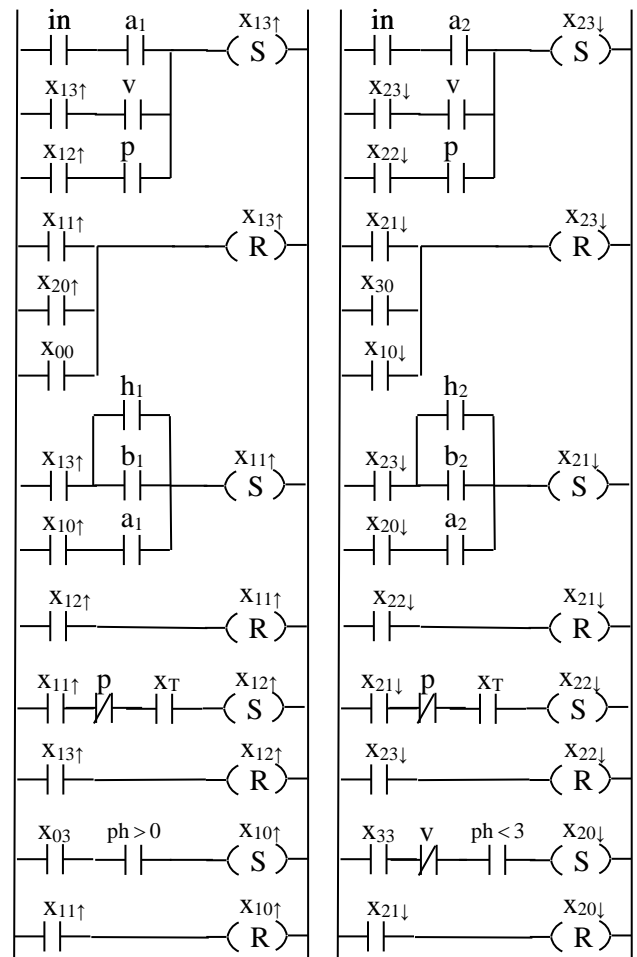 in a₁ x₁₃↑
S
x₁₃↑ v
x₁₂↑ p
x₁₁↑ x₁₃↑
R
x₂₀↑
x₀₀
h₁
x₁₃↑ b₁ x₁₁↑
S
x₁₀↑ a₁
x₁₂↑ x₁₁↑
R
x₁₁↑ p x_T x₁₂↑
S
x₁₃↑ x₁₂↑
R
x₀₃ ph > 0 x₁₀↑
S
x₁₁↑ x₁₀↑
R
in a₂ x₂₃↓
S
x₂₃↓ v
x₂₂↓ p
x₂₁↓ x₂₃↓
R
x₃₀
x₁₀↓
h₂
x₂₃↓ b₂ x₂₁↓
S
x₂₀↓ a₂
x₂₂↓ x₂₁↓
R
x₂₁↓ p x_T x₂₂↓
S
x₂₃↓ x₂₂↓
R
x₃₃ v ph < 3 x₂₀↓
S
x₂₁↓ x₂₀↓
R